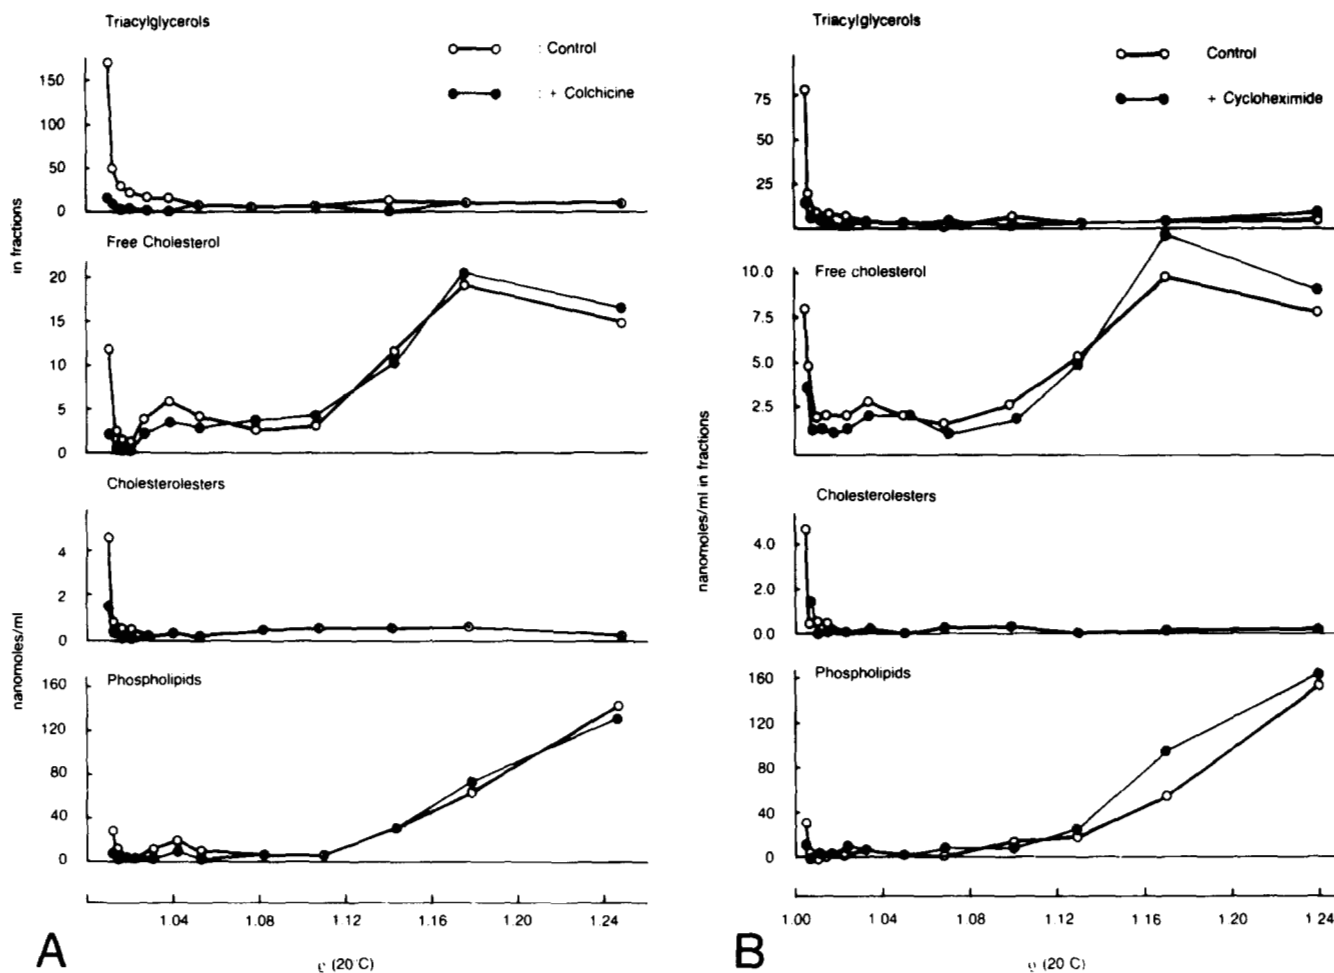 Triacylglycerols
: Control
: + Colchicine
150
100
50
0
in fractions
Free Cholesterol
20
15
10
5
0
Cholesterolesters
4
2
0
nanomoles/ml
Phospholipids
160
120
80
40
0
1.04
1.08
1.12
1.16
1.20
1.24
A
ϱ (20°C)
Triacylglycerols
Control
+ Cycloheximide
75
50
25
Free cholesterol
10.0
7.5
5.0
2.5
nanomoles/ml in fractions
Cholesterolesters
4.0
2.0
0.0
Phospholipids
160
120
80
40
0
1.00
1.04
1.08
1.12
1.16
1.20
1.24
B
ϱ (20°C)